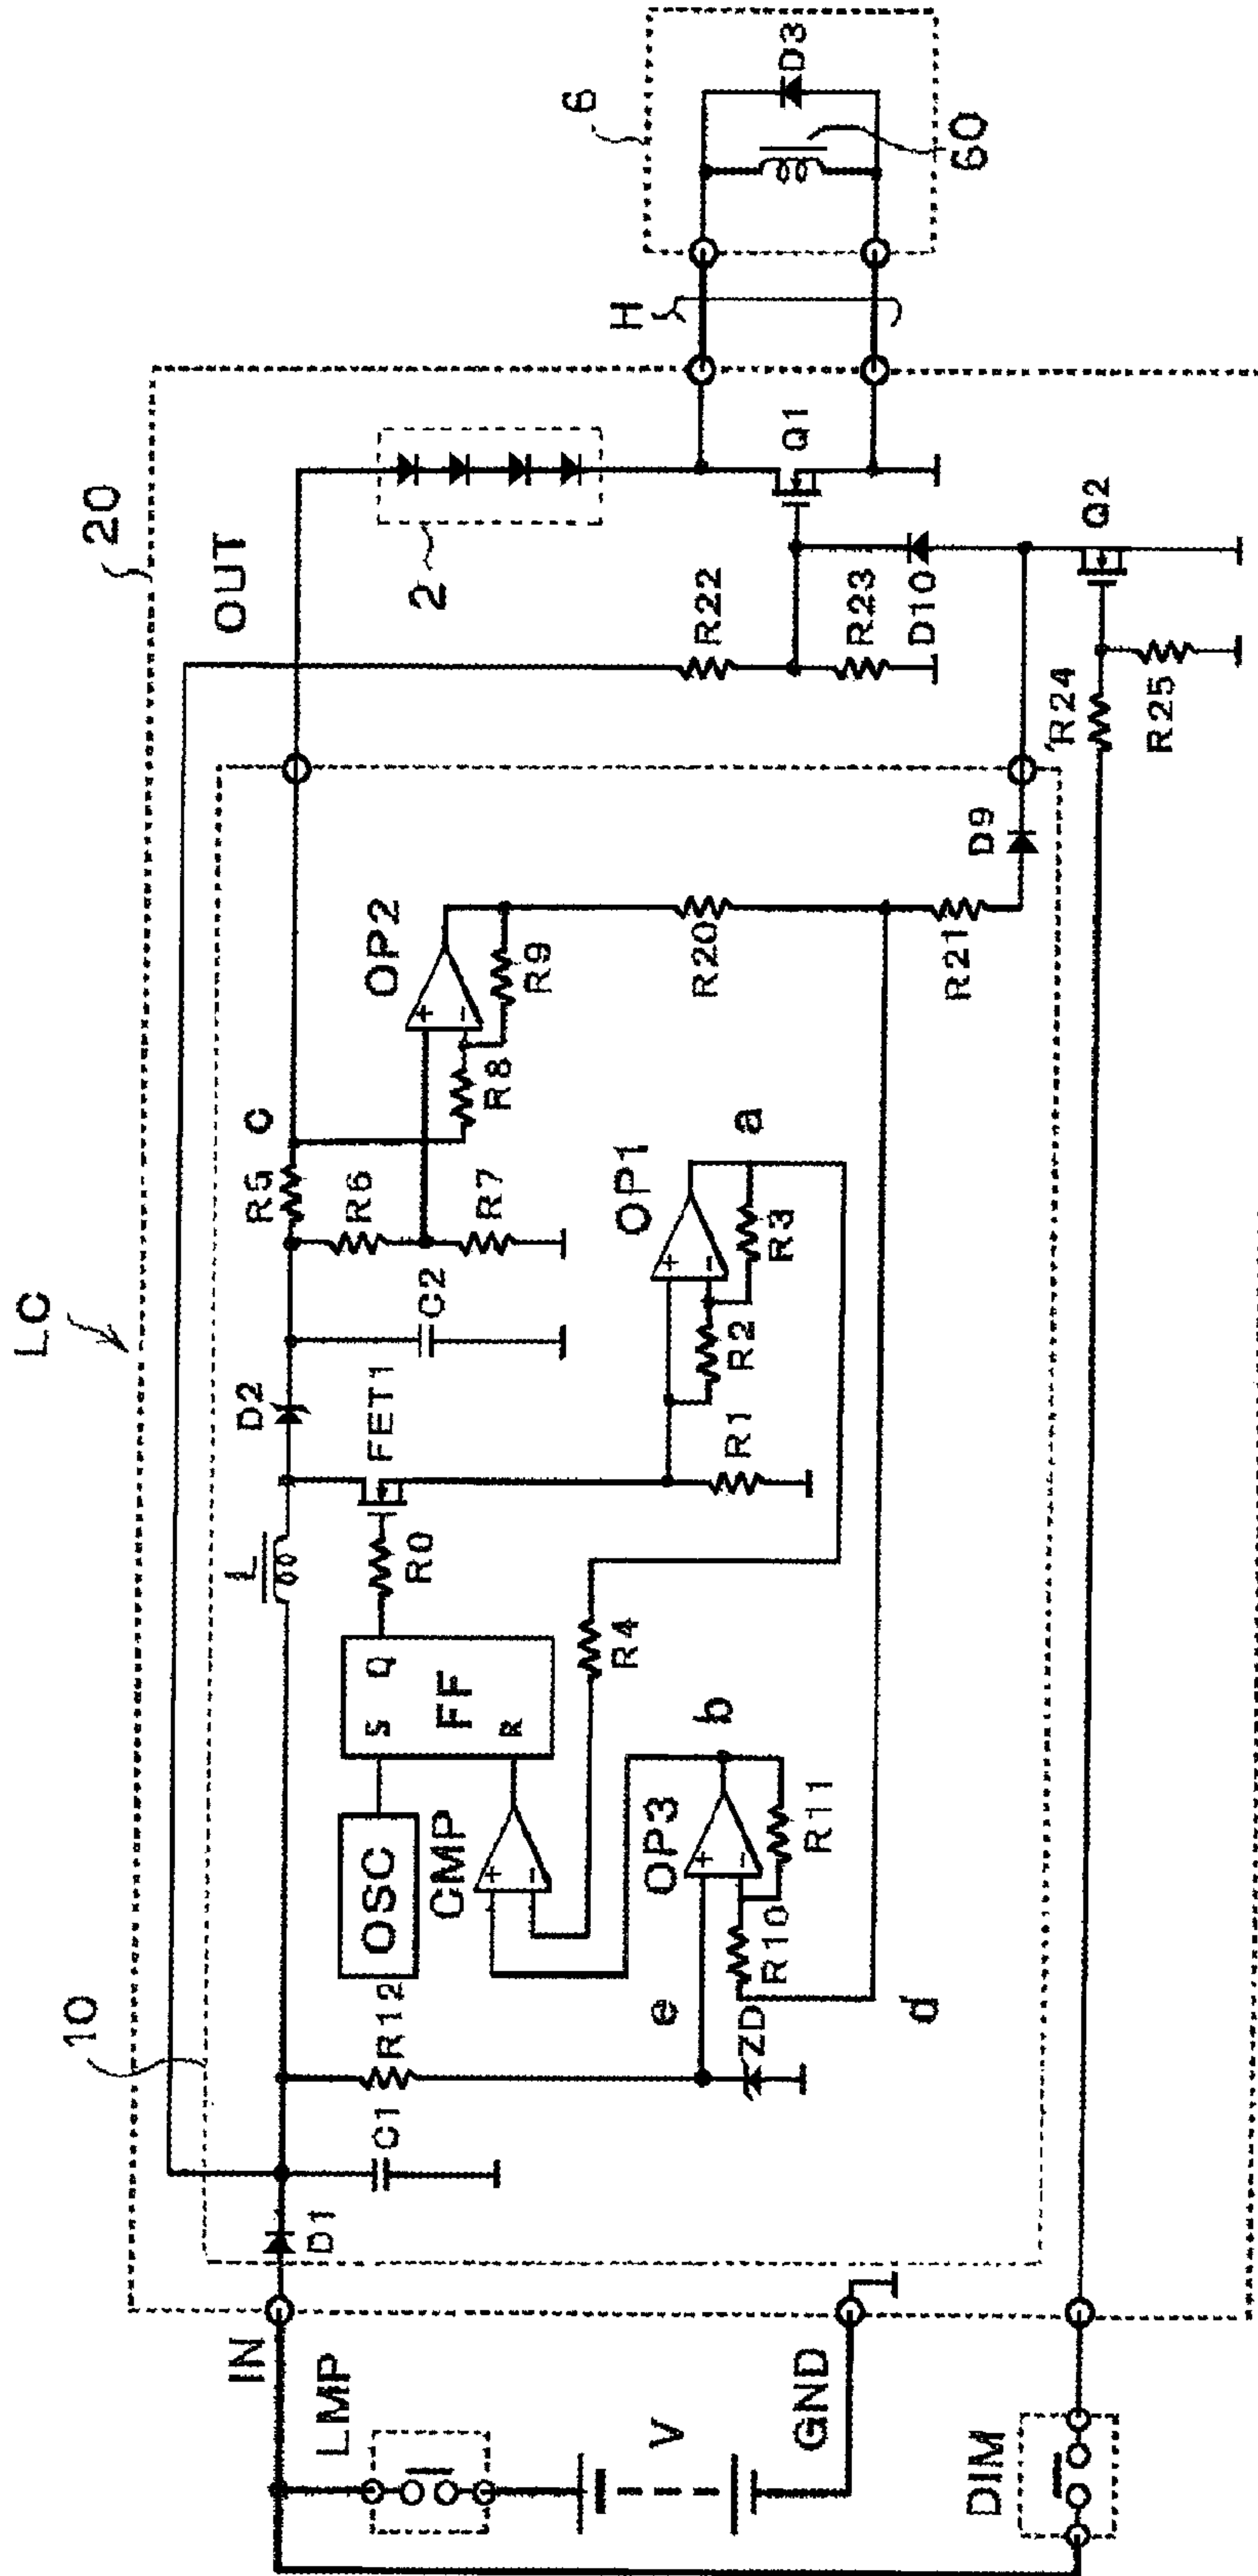 LC
20
10
IN
LMP
V
GND
DIM
D1
C1
R12
e
ZD
d
OSC
CMP
S
Q
FF
R
OP3
+
-
R10
R11
b
+
-
R4
L
R0
FET1
D2
C2
R1
R2
R3
OP1
+
-
a
R5
c
R6
R7
R8
R9
OP2
+
-
R20
R21
D9
OUT
2
R22
R23
D10
R24
R25
Q1
Q2
H
6
D3
60